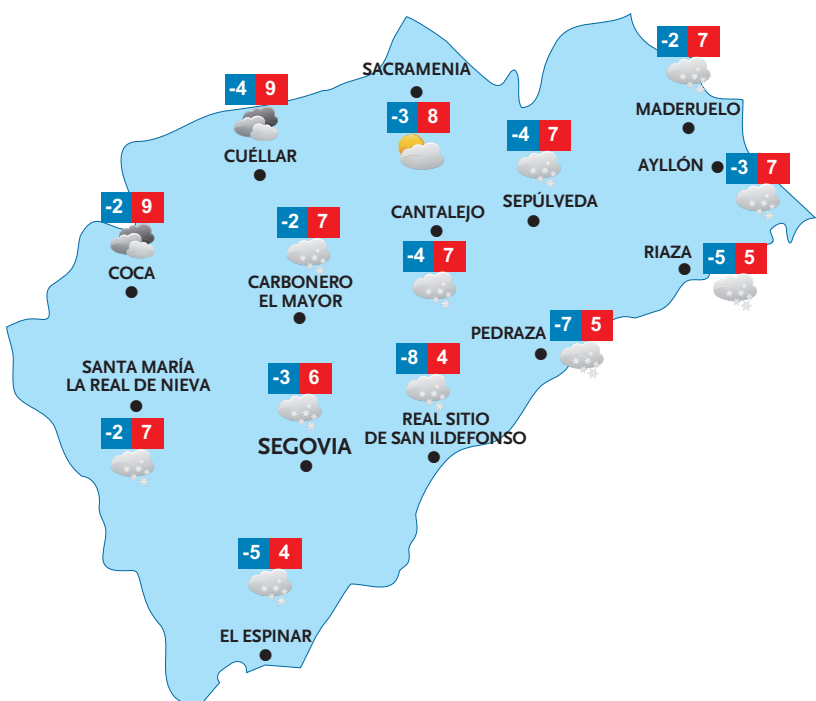 -2 7
MADERUELO
SACRAMENIA
-3 8
-4 9
CUÉLLAR
-4 7
SEPÚLVEDA
AYLLÓN
-3 7
-2 9
COCA
-2 7
CARBONERO
EL MAYOR
CANTALEJO
-4 7
RIAZA
-5 5
PEDRAZA
-7 5
SANTA MARÍA
LA REAL DE NIEVA
-2 7
-3 6
SEGOVIA
-8 4
REAL SITIO
DE SAN ILDEFONSO
-5 4
EL ESPINAR